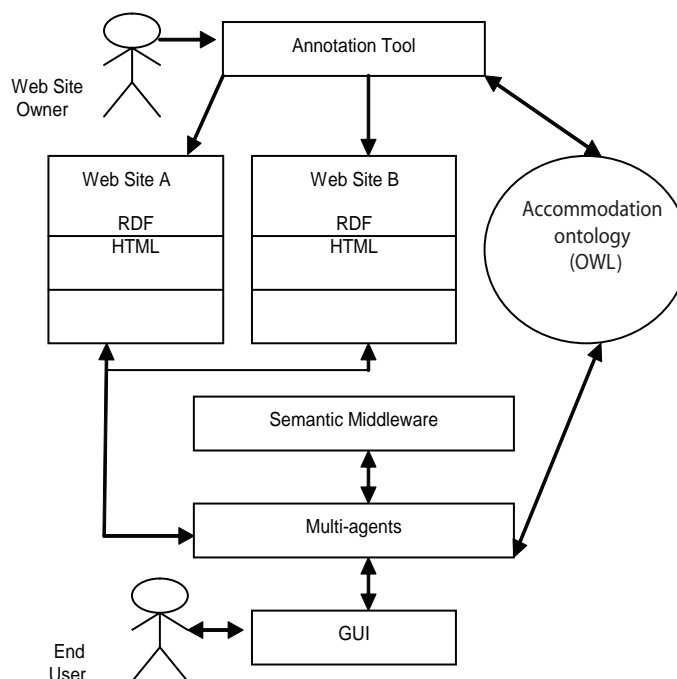 Annotation Tool
Web Site
Owner
Web Site A
RDF
HTML
Web Site B
RDF
HTML
Accommodation
ontology
(OWL)
Semantic Middleware
Multi-agents
GUI
End
User